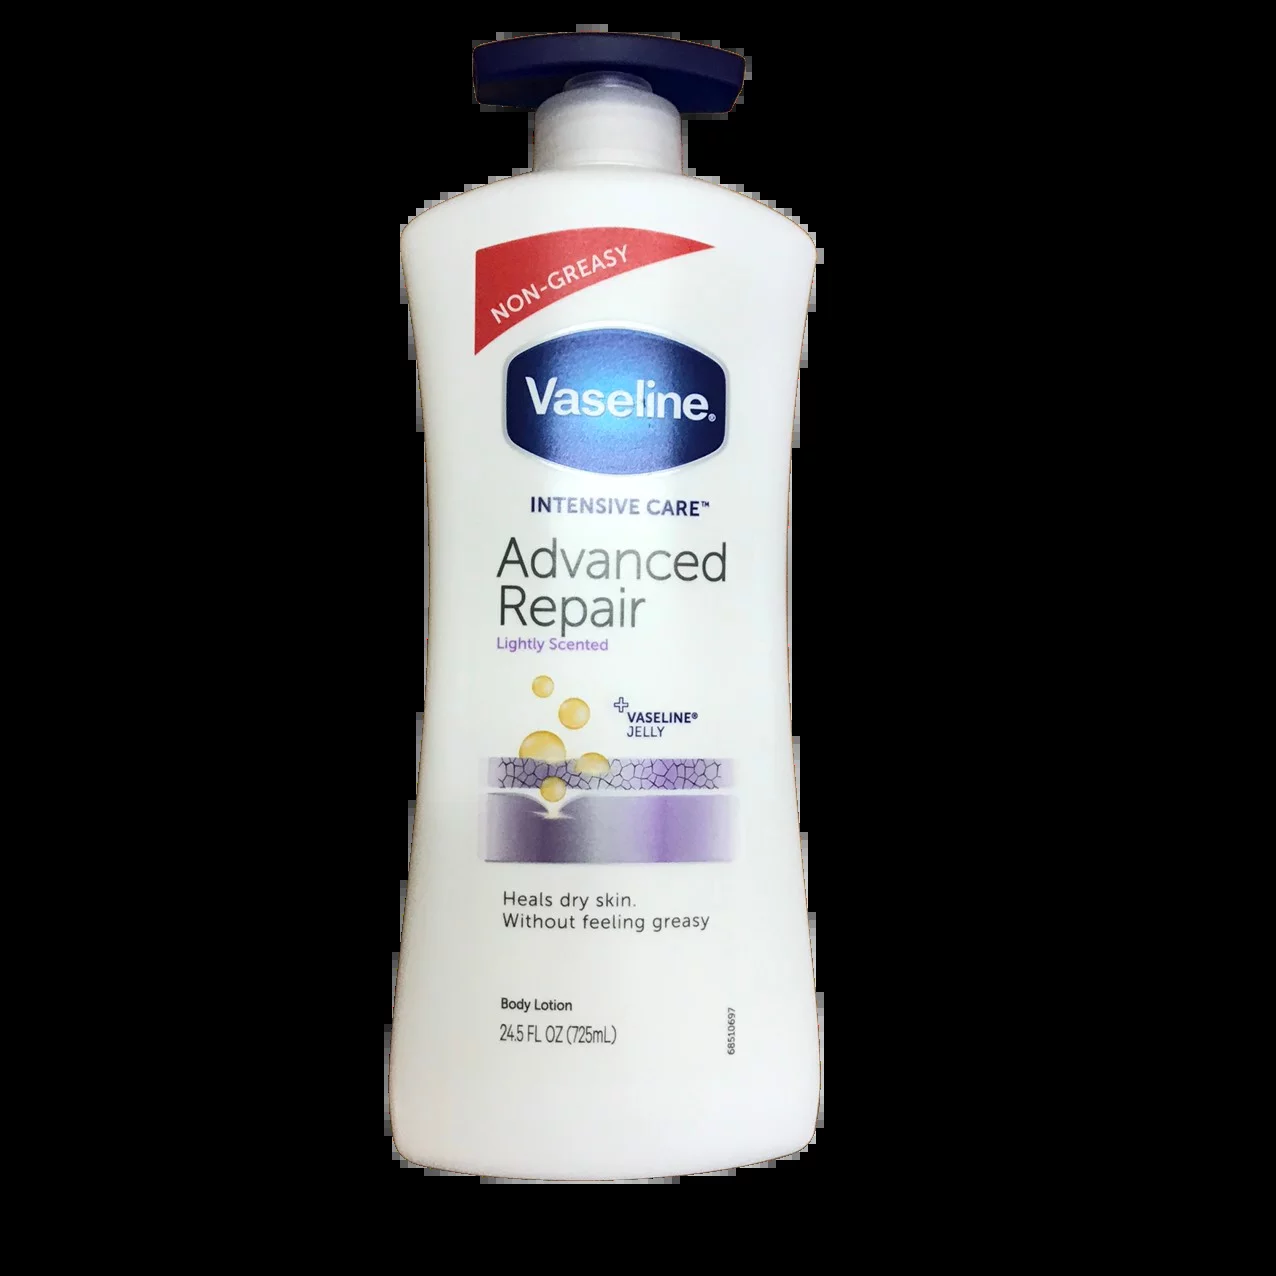 NON-GREASY
Vaseline®
INTENSIVE CARE™
Advanced
Repair
Lightly Scented
VASELINE®
JELLY
Heals dry skin.
Without feeling greasy
Body Lotion
24.5 FL OZ (725mL)
68510697